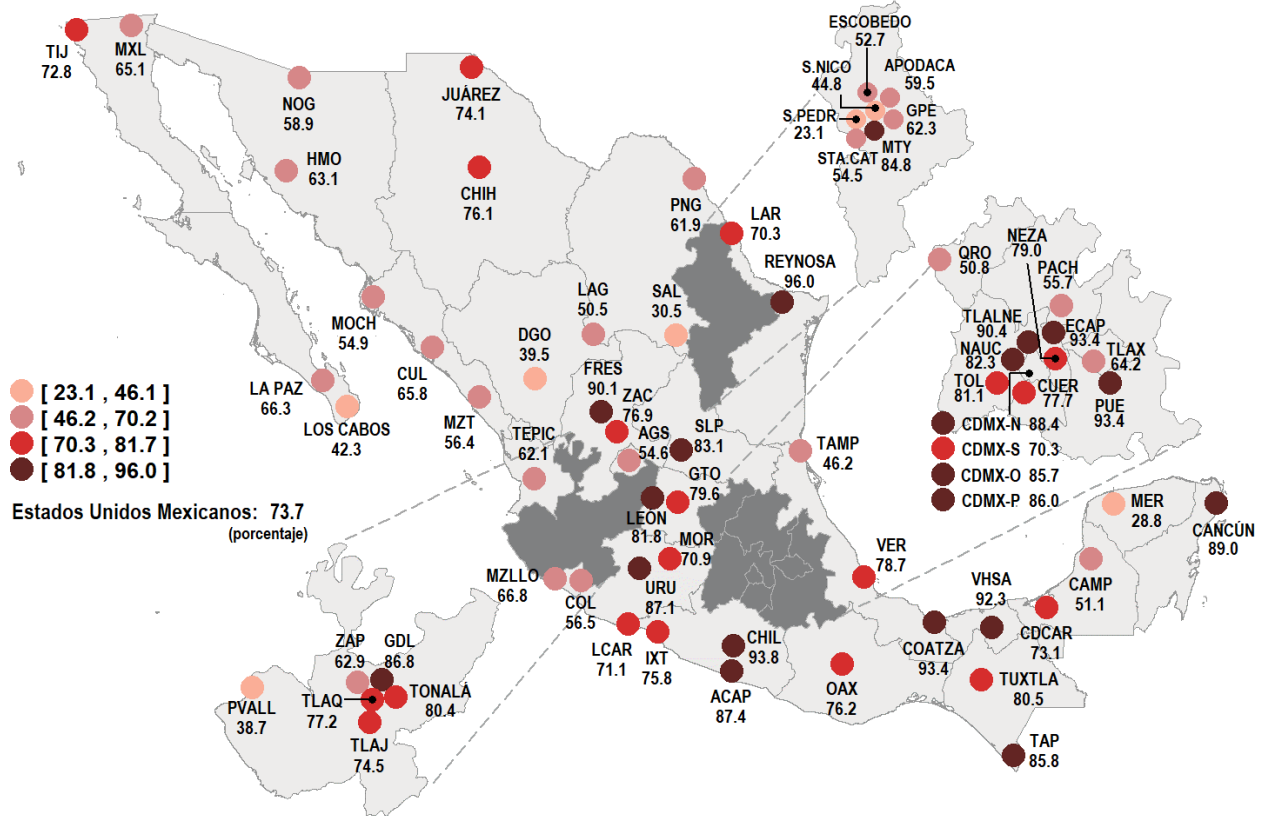 TIJ
72.8
MXL
65.1
NOG
58.9
HMO
63.1
JUÁREZ
74.1
CHIH
76.1
PNG
61.9
LAR
70.3
REYNOSA
96.0
ESCOBEDO
52.7
S.NICO
44.8
APODACA
59.5
S.PEDR
23.1
GPE
62.3
MTY
84.8
STA.CAT
54.5
MOCH
54.9
CUL
65.8
LA PAZ
66.3
LOS CABOS
42.3
MZT
56.4
DGO
39.5
LAG
50.5
SAL
30.5
FRES
90.1
ZAC
76.9
AGS
54.6
SLP
83.1
TEPIC
62.1
TAMP
46.2
GTO
79.6
LEÓN
81.8
MOR
70.9
URU
87.1
MZLLO
66.8
COL
56.5
LCAR
71.1
IXT
75.8
CHIL
93.8
ACAP
87.4
OAX
76.2
VER
78.7
COATZA
93.4
VHSA
92.3
CDCAR
73.1
TUXTLA
80.5
TAP
85.8
CAMP
51.1
MER
28.8
CANCÚN
89.0
QRO
50.8
NEZA
79.0
PACH
55.7
TLALNE
90.4
ECAP
93.4
NAUC
82.3
TLAX
64.2
TOL
81.1
CUER
77.7
PUE
93.4
CDMX-N 88.4
CDMX-S 70.3
CDMX-O 85.7
CDMX-P 86.0
[ 23.1 , 46.1 ]
[ 46.2 , 70.2 ]
[ 70.3 , 81.7 ]
[ 81.8 , 96.0 ]
Estados Unidos Mexicanos: 73.7
(porcentaje)
ZAP
62.9
GDL
86.8
TLAQ
77.2
TONALÁ
80.4
PVALL
38.7
TLAJ
74.5